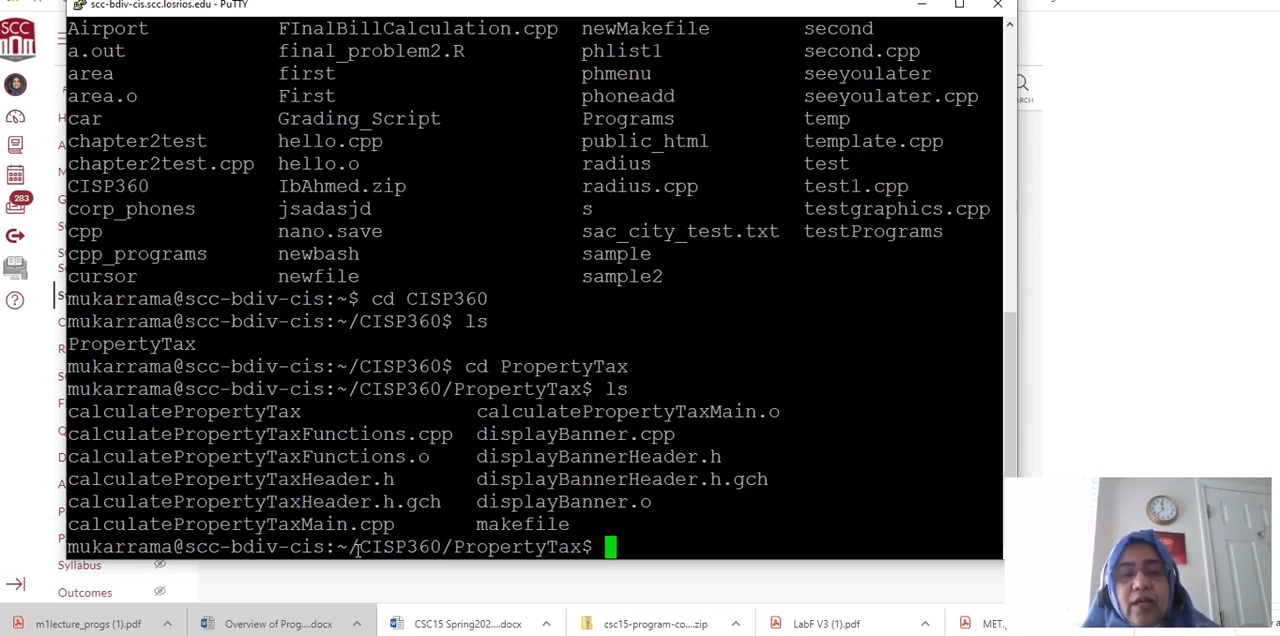 scc-bdiv-cis.scc.losrios.edu - PuTTY
SCC
Airport FInalBillCalculation.cpp newMakefile second
a.out final_problem2.R phlist1 second.cpp
area first phmenu seeyoulater
area.o First phoneadd seeyoulater.cpp
car Grading_Script Programs temp
chapter2test hello.cpp public_html template.cpp
chapter2test.cpp hello.o radius test
CISP360 IbAhmed.zip radius.cpp test1.cpp
283
corp_phones jsadasjd s testgraphics.cpp
cpp nano.save sac_city_test.txt testPrograms
cpp_programs newbash sample
cursor newfile sample2
mukarrama@scc-bdiv-cis:~$ cd CISP360
mukarrama@scc-bdiv-cis:~/CISP360$ ls
PropertyTax
mukarrama@scc-bdiv-cis:~/CISP360$ cd PropertyTax
mukarrama@scc-bdiv-cis:~/CISP360/PropertyTax$ ls
calculatePropertyTax calculatePropertyTaxMain.o
calculatePropertyTaxFunctions.cpp displayBanner.cpp
calculatePropertyTaxFunctions.o displayBannerHeader.h
calculatePropertyTaxHeader.h displayBannerHeader.h.gch
calculatePropertyTaxHeader.h.gch displayBanner.o
calculatePropertyTaxMain.cpp makefile
mukarrama@scc-bdiv-cis:~/CISP360/PropertyTax$
Syllabus
Outcomes
m1lecture_progs (1).pdf Overview of Prog....docx CSC15 Spring202....docx csc15-program-co....zip LabF V3 (1).pdf MET.